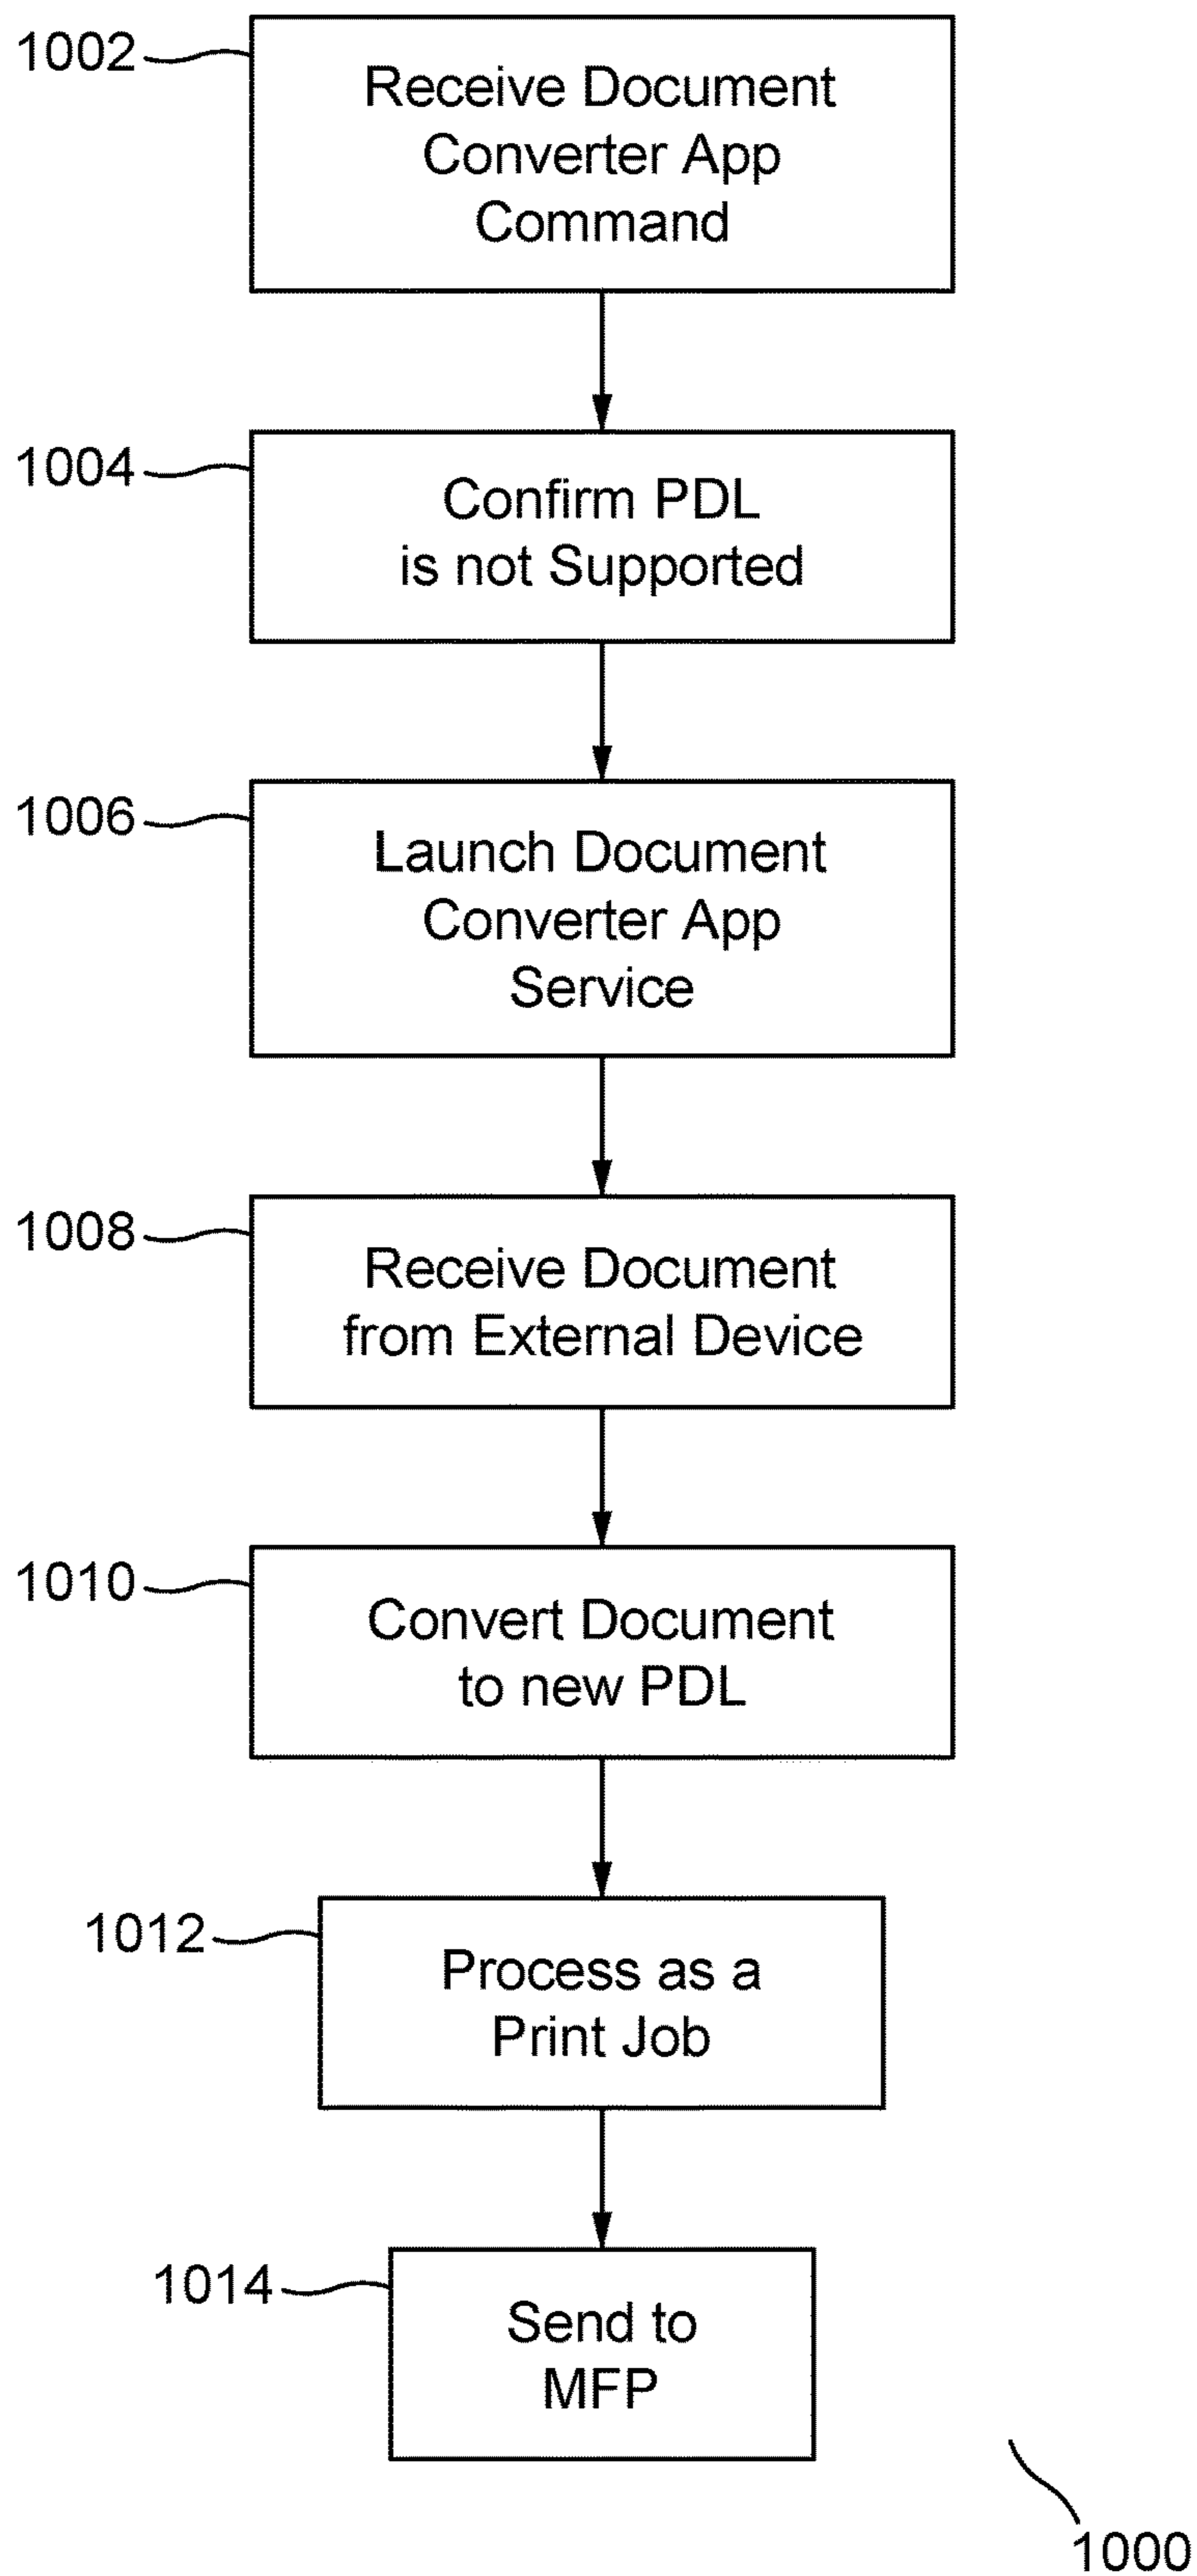 1002
Receive Document
Converter App
Command
1004
Confirm PDL
is not Supported
1006
Launch Document
Converter App
Service
1008
Receive Document
from External Device
1010
Convert Document
to new PDL
1012
Process as a
Print Job
1014
Send to
MFP
1000